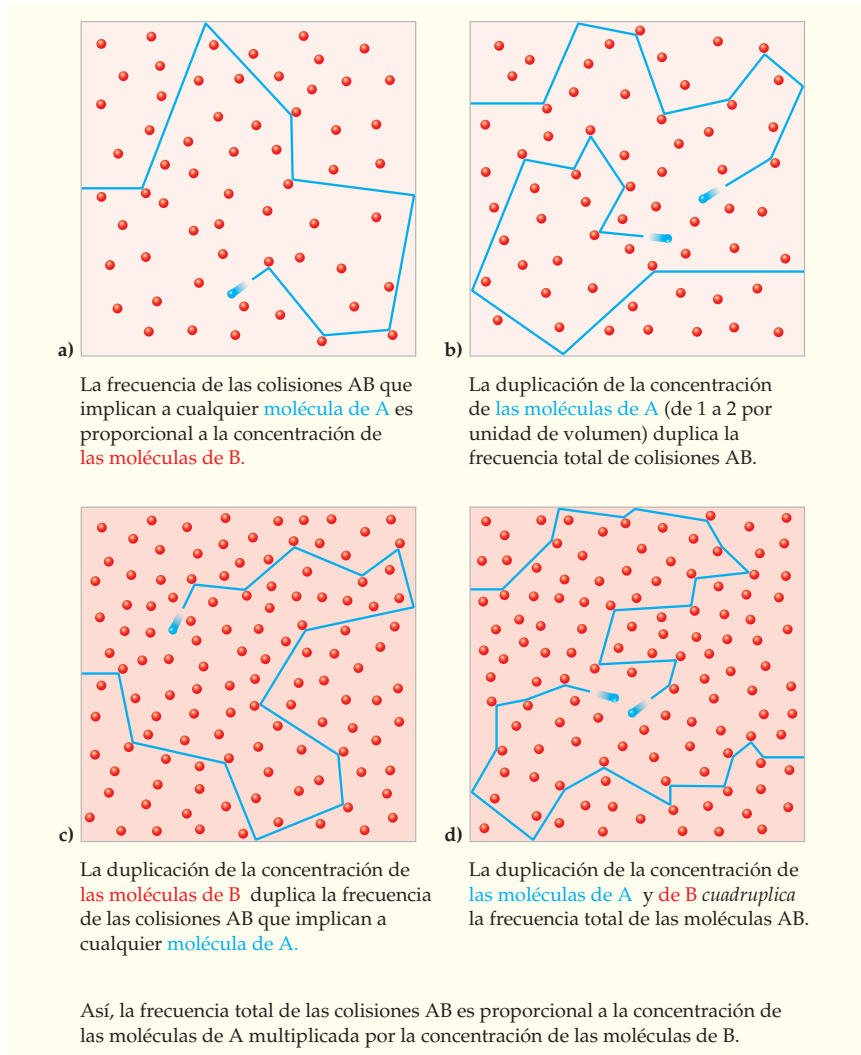 a)
La frecuencia de las colisiones AB que
implican a cualquier molécula de A es
proporcional a la concentración de
las moléculas de B.
b)
La duplicación de la concentración
de las moléculas de A (de 1 a 2 por
unidad de volumen) duplica la
frecuencia total de colisiones AB.
c)
La duplicación de la concentración de
las moléculas de B duplica la frecuencia
de las colisiones AB que implican a
cualquier molécula de A.
d)
La duplicación de la concentración de
las moléculas de A y de B cuadruplica
la frecuencia total de las moléculas AB.
Así, la frecuencia total de las colisiones AB es proporcional a la concentración de
las moléculas de A multiplicada por la concentración de las moléculas de B.